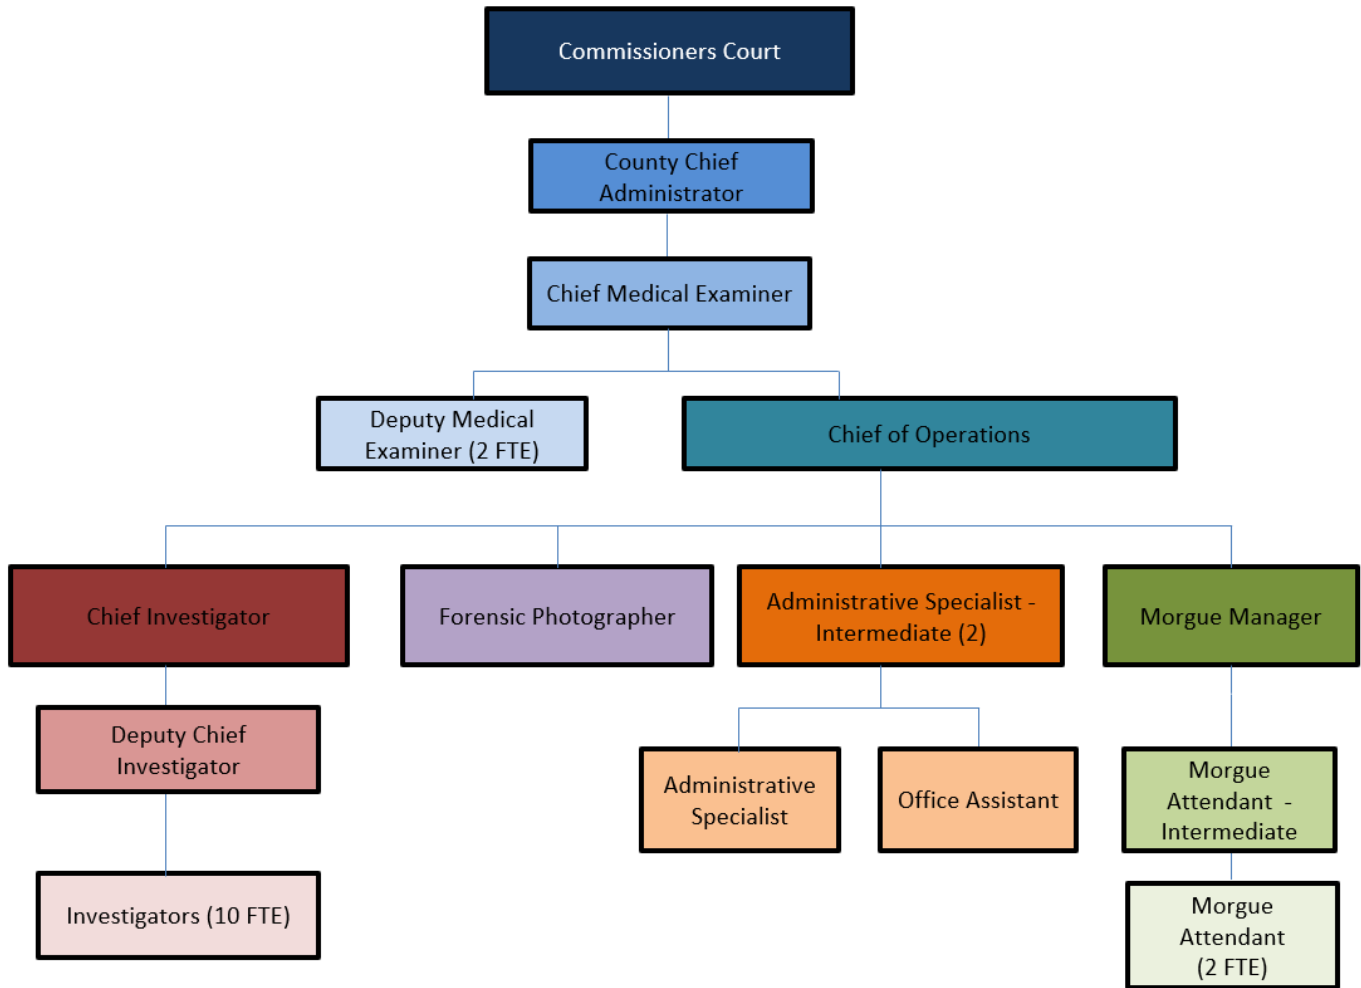 Commissioners Court
County Chief
Administrator
Chief Medical Examiner
Deputy Medical
Examiner (2 FTE)
Chief of Operations
Chief Investigator
Forensic Photographer
Administrative Specialist -
Intermediate (2)
Morgue Manager
Deputy Chief
Investigator
Administrative
Specialist
Office Assistant
Morgue
Attendant -
Intermediate
Investigators (10 FTE)
Morgue
Attendant
(2 FTE)